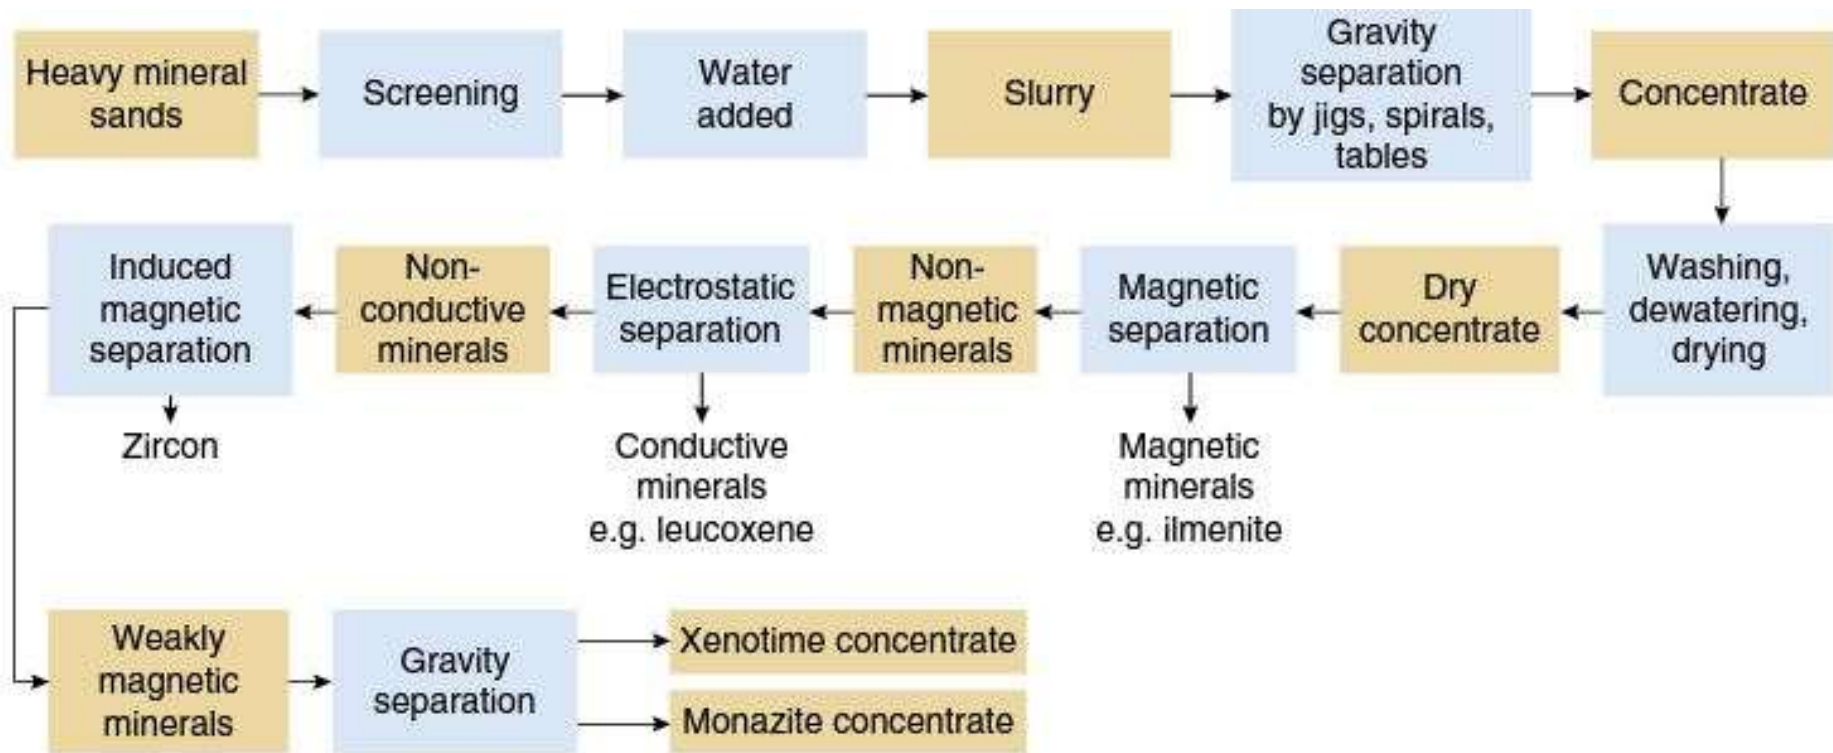 Heavy mineral
sands
Screening
Water
added
Slurry
Gravity
separation
by jigs, spirals,
tables
Concentrate
Washing,
dewatering,
drying
Dry
concentrate
Magnetic
separation
Magnetic
minerals
e.g. ilmenite
Non-
magnetic
minerals
Electrostatic
separation
Conductive
minerals
e.g. leucoxene
Non-
conductive
minerals
Induced
magnetic
separation
Zircon
Weakly
magnetic
minerals
Gravity
separation
Xenotime concentrate
Monazite concentrate